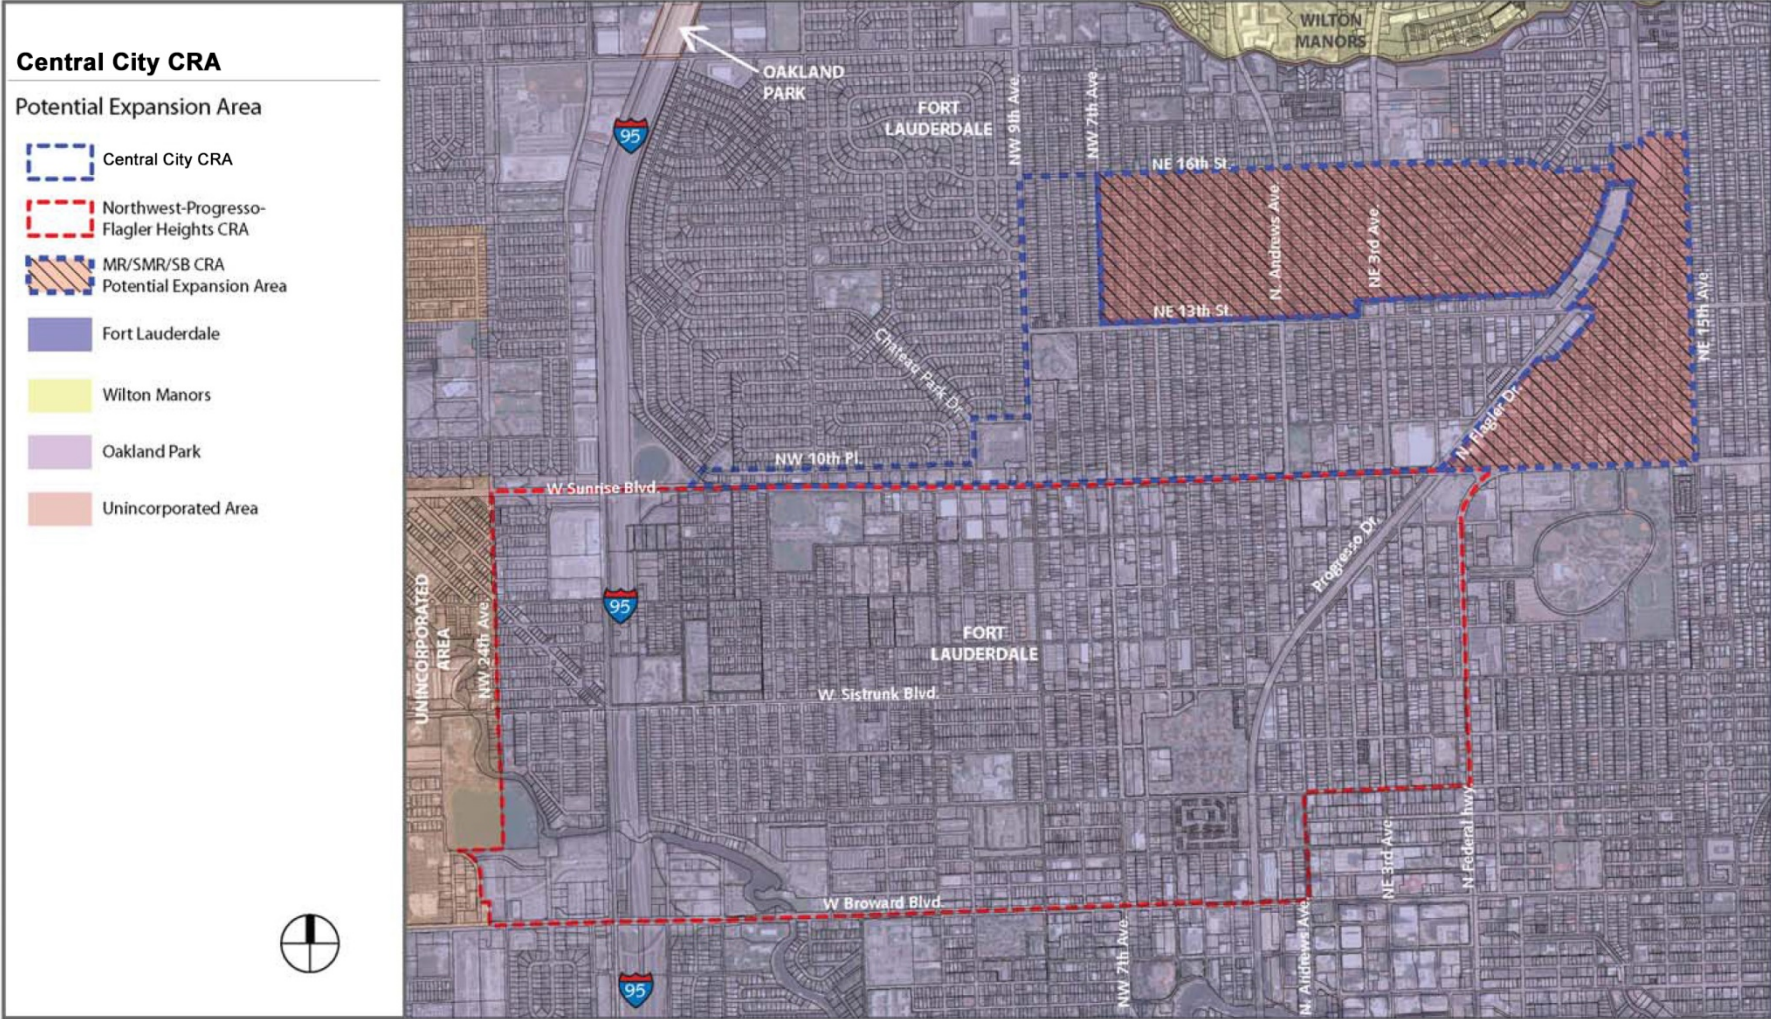 Central City CRA
Potential Expansion Area
Central City CRA
Northwest-Progresso-
Flagler Heights CRA
MR/SMR/SB CRA
Potential Expansion Area
Fort Lauderdale
Wilton Manors
Oakland Park
Unincorporated Area
WILTON
MANORS
OAKLAND
PARK
FORT
LAUDERDALE
NW 9th Ave.
NW 7th Ave.
95
NE 16th St.
N. Andrews Ave
NE 3rd Ave.
NE 13th St.
NE 15th Ave.
Chateau Park Dr.
N. Flagler Dr.
NW 10th Pl.
W Sunrise Blvd.
Progresso Dr.
95
UNINCORPORATED
AREA
NW 24th Ave.
FORT
LAUDERDALE
W. Sistrunk Blvd.
N Federal hwy.
NE 3rd Ave.
W Broward Blvd.
NW 7th Ave.
N. Andrews Ave.
95